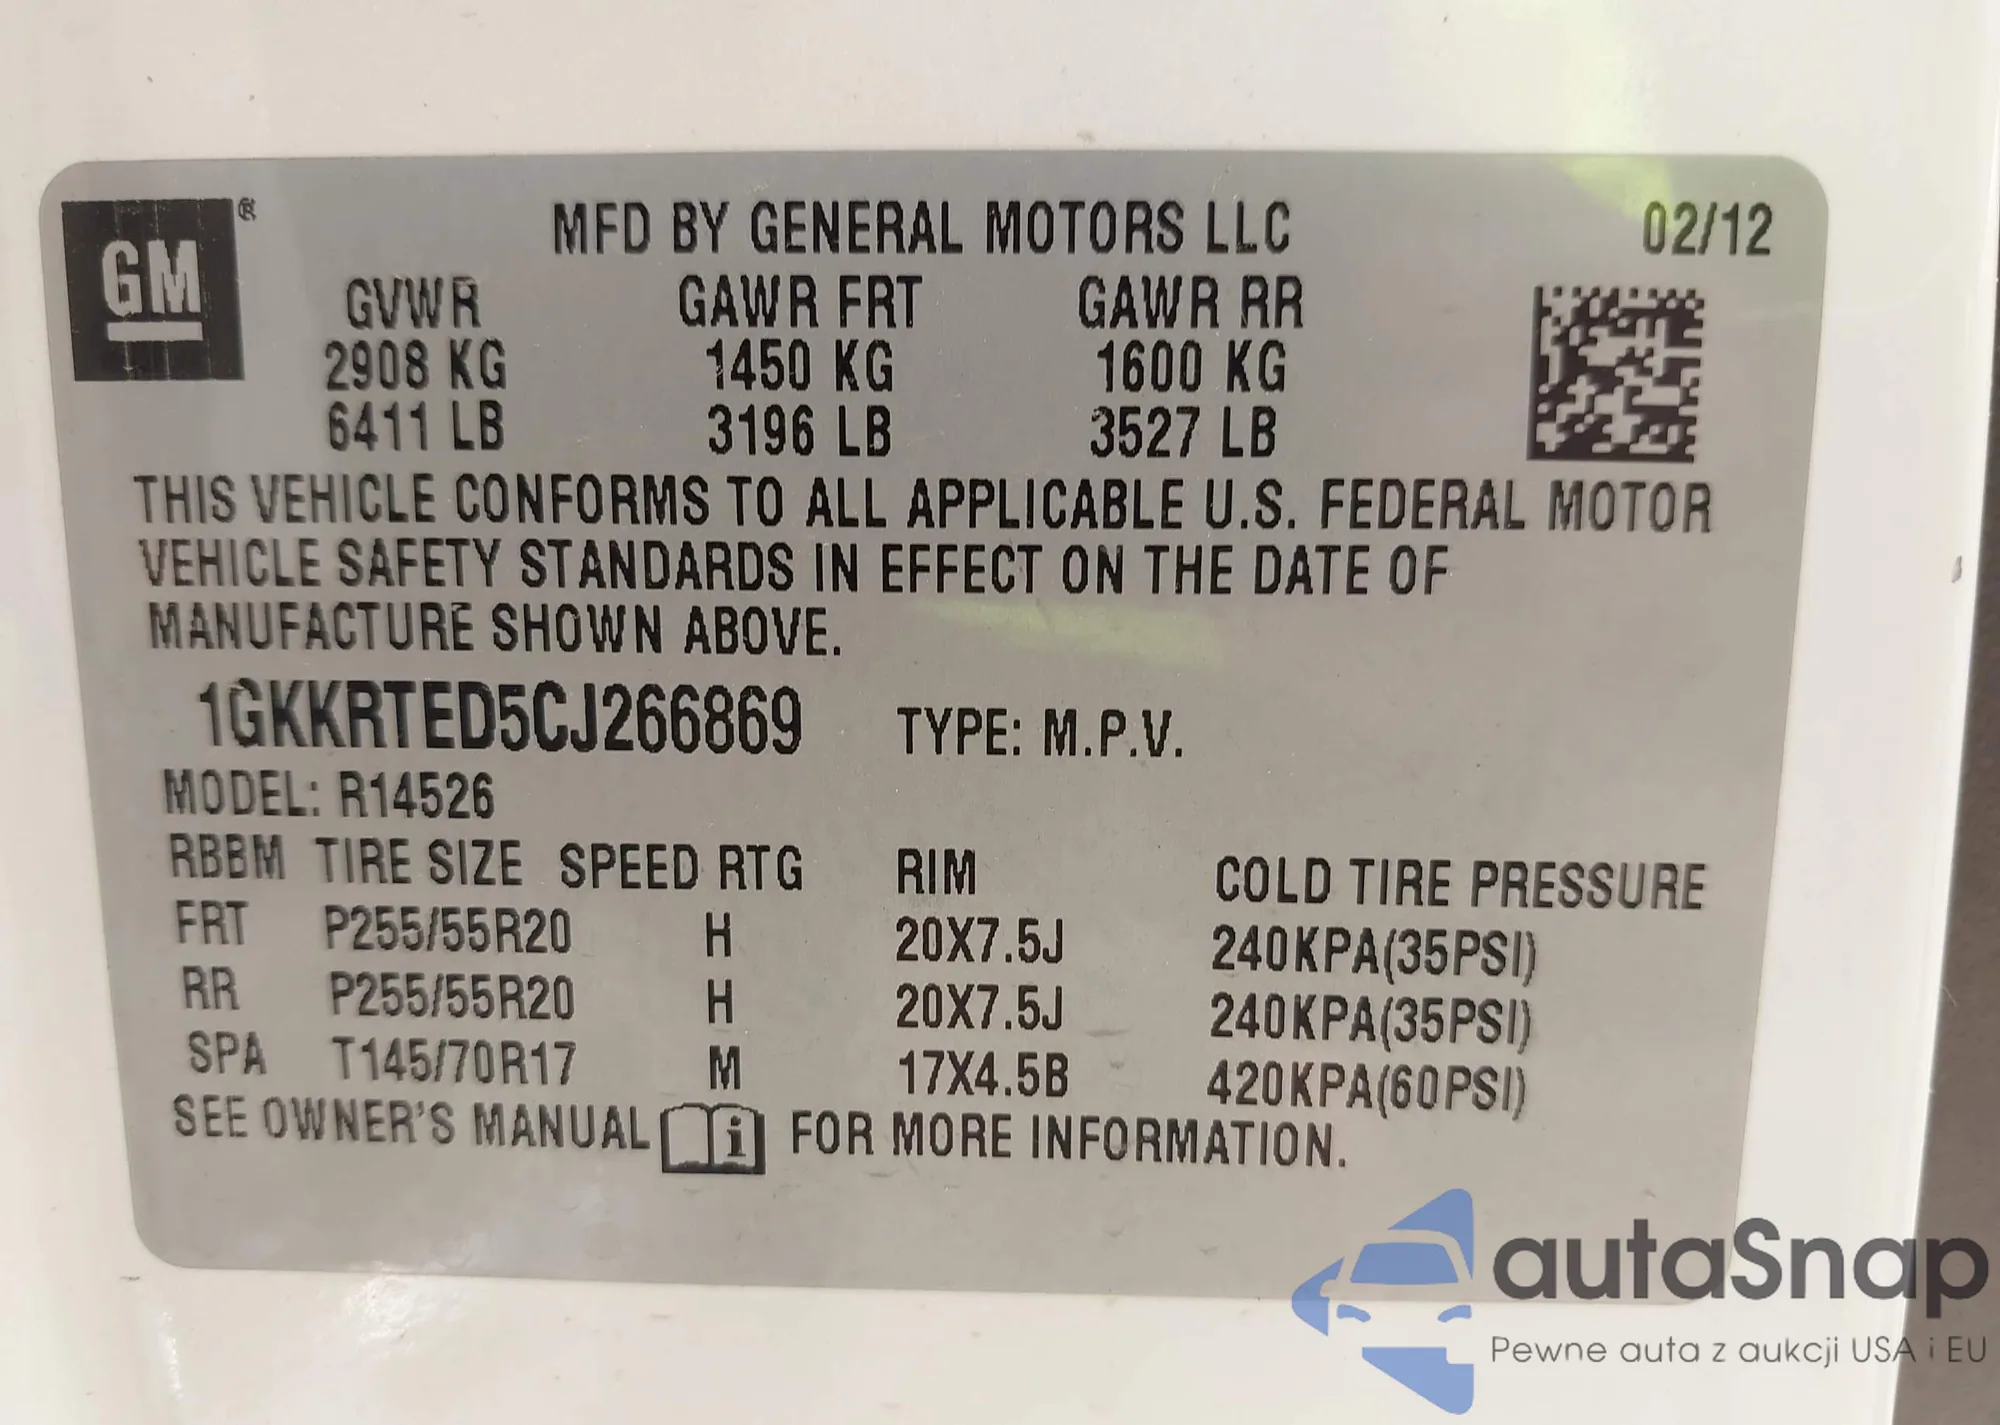 GM ®
MFD BY GENERAL MOTORS LLC 02/12
GVWR GAWR FRT GAWR RR
2908 KG 1450 KG 1600 KG
6411 LB 3196 LB 3527 LB
THIS VEHICLE CONFORMS TO ALL APPLICABLE U.S. FEDERAL MOTOR
VEHICLE SAFETY STANDARDS IN EFFECT ON THE DATE OF
MANUFACTURE SHOWN ABOVE.
1GKKRTED5CJ266869 TYPE: M.P.V.
MODEL: R14526
RBBM TIRE SIZE SPEED RTG RIM COLD TIRE PRESSURE
FRT P255/55R20 H 20X7.5J 240KPA(35PSI)
RR P255/55R20 H 20X7.5J 240KPA(35PSI)
SPA T145/70R17 M 17X4.5B 420KPA(60PSI)
SEE OWNER'S MANUAL i FOR MORE INFORMATION.
autaSnap
Pewne auta z aukcji USA i EU